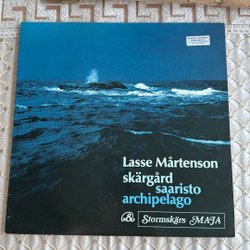 Lasse Mårtenson
skärgård
saaristo
archipelago
Stormskärs MAJA